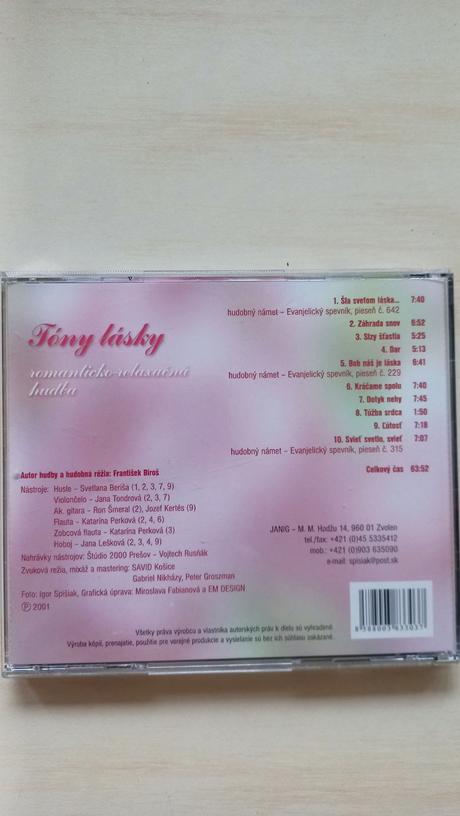 Tóny lásky
romanticko-relaxačná
hudba
1. Šla svetom láska... 7:40
hudobný námet – Evanjelický spevník, pieseň č. 642
2. Záhrada snov 6:52
3. Slzy šťastia 5:25
4. Dar 5:13
5. Boh náš je láska 6:41
hudobný námet – Evanjelický spevník, pieseň č. 229
6. Kráčame spolu 7:40
7. Dotyk nehy 7:45
8. Túžba srdca 1:50
9. Ľútosť 7:18
10. Svieť svetlo, svieť 7:07
hudobný námet – Evanjelický spevník, pieseň č. 315
Celkový čas 63:52
Autor hudby a hudobná réžia: František Biroš
Nástroje: Husle – Svetlana Beriša (1, 2, 3, 7, 9)
Violončelo – Jana Tondrová (2, 3, 7)
Ak. gitara – Ron Šmeral (2), Jozef Kertés (9)
Flauta – Katarína Perková (2, 4, 6)
Zobcová flauta – Katarína Perková (3)
Hoboj – Jana Lešková (2, 3, 4, 9)
Nahrávky nástrojov: Štúdio 2000 Prešov – Vojtech Rusňák
Zvuková réžia, mixáž a mastering: SAVID Košice
Gabriel Nikházy, Peter Groszman
Foto: Igor Spišiak, Grafická úprava: Miroslava Fabianová a EM DESIGN
Ⓟ 2001
JANIG – M. M. Hodžu 14, 960 01 Zvolen
tel./fax: +421 (0)45 5335412
mob.: +421 (0)903 635090
e-mail: spisiak@post.sk
Všetky práva výrobcu a vlastníka autorských práv k dielu sú vyhradené.
Výroba kópií, prenajatie, použitie pre verejné produkcie a vysielanie sú bez ich súhlasu zakázané.